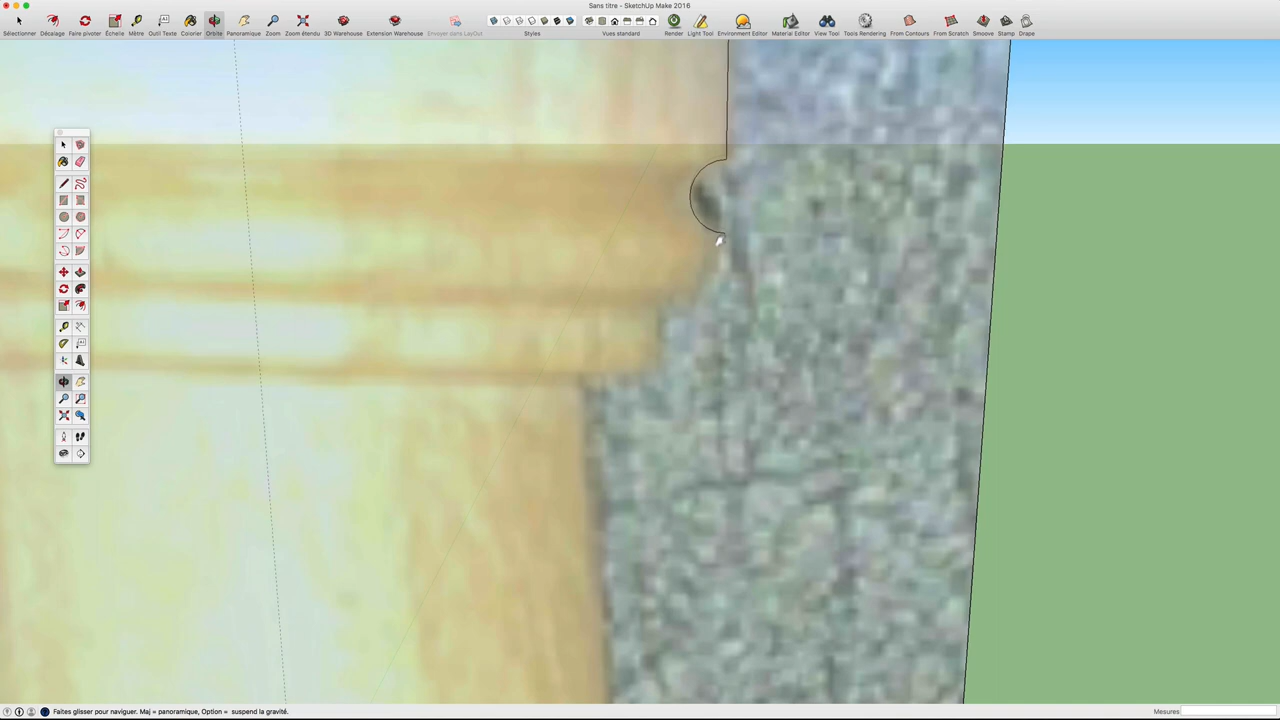 Sans titre - SketchUp Make 2016
Sélectionner Décalage Faire pivoter Échelle Mètre Outil Texte Colorier Orbite Panoramique Zoom Zoom étendu 3D Warehouse Extension Warehouse Envoyer dans LayOut Styles Vues standard Render Light Tool Environment Editor Material Editor View Tool Tools Rendering From Contours From Scratch Smoove Stamp Drape
Faites glisser pour naviguer. Maj = panoramique, Option = suspend la gravité.
Mesures